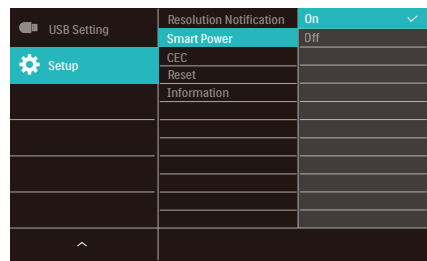 USB Setting
Setup
Resolution Notification
Smart Power
CEC
Reset
Information
On
Off